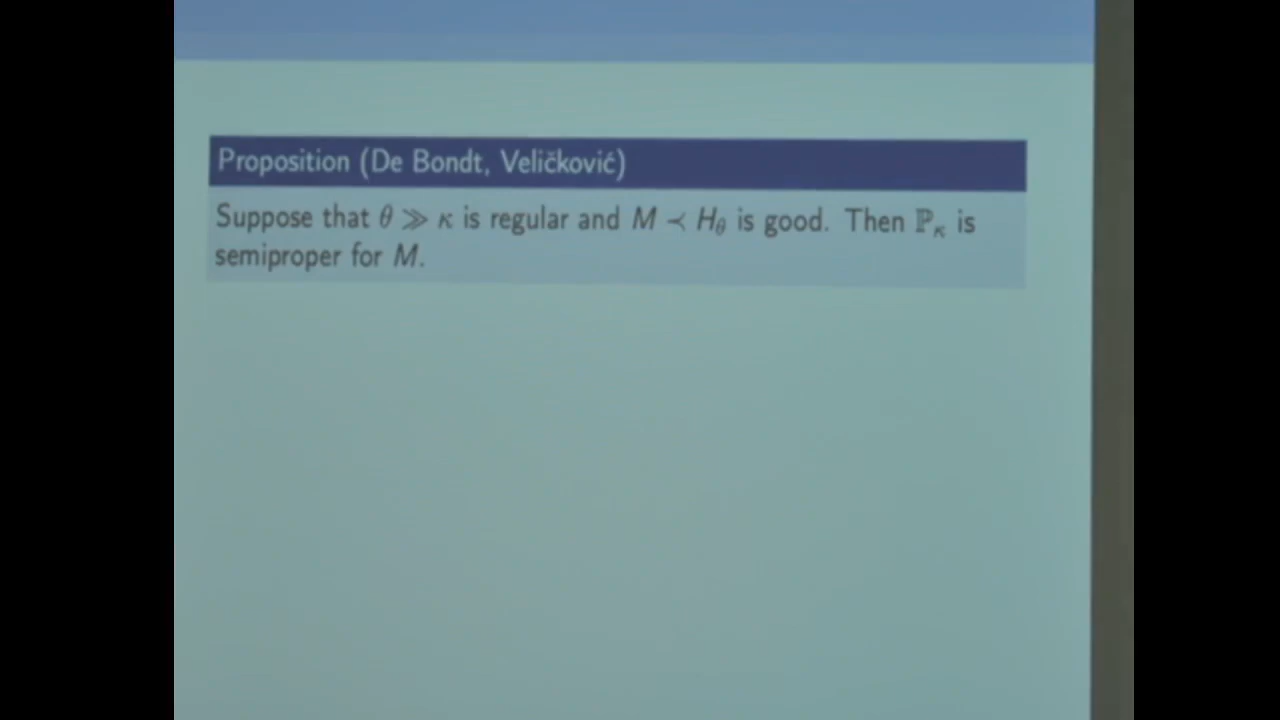 Proposition (De Bondt, Veličković)
Suppose that θ ≫ κ is regular and M ≺ H_θ is good. Then ℙ_κ is
semiproper for M.